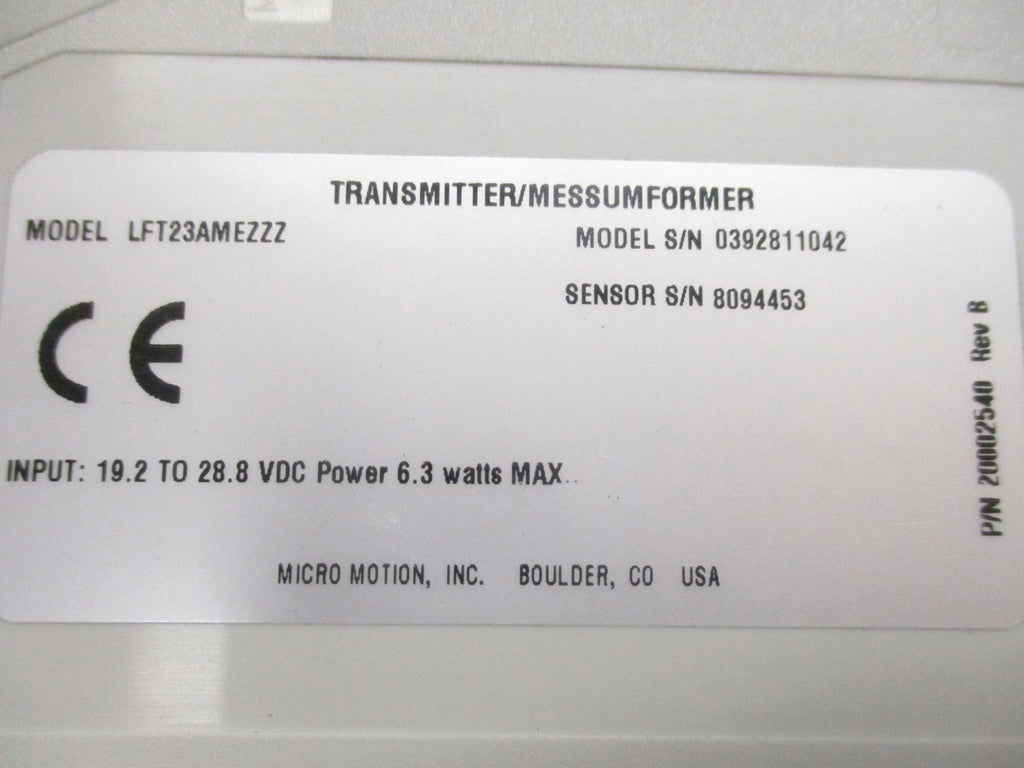 TRANSMITTER/MESSUMFORMER
MODEL LFT23AMEZZZ
MODEL S/N 0392811042
SENSOR S/N 8094453
CE
INPUT: 19.2 TO 28.8 VDC Power 6.3 watts MAX..
MICRO MOTION, INC. BOULDER, CO USA
P/N 20002540 Rev B